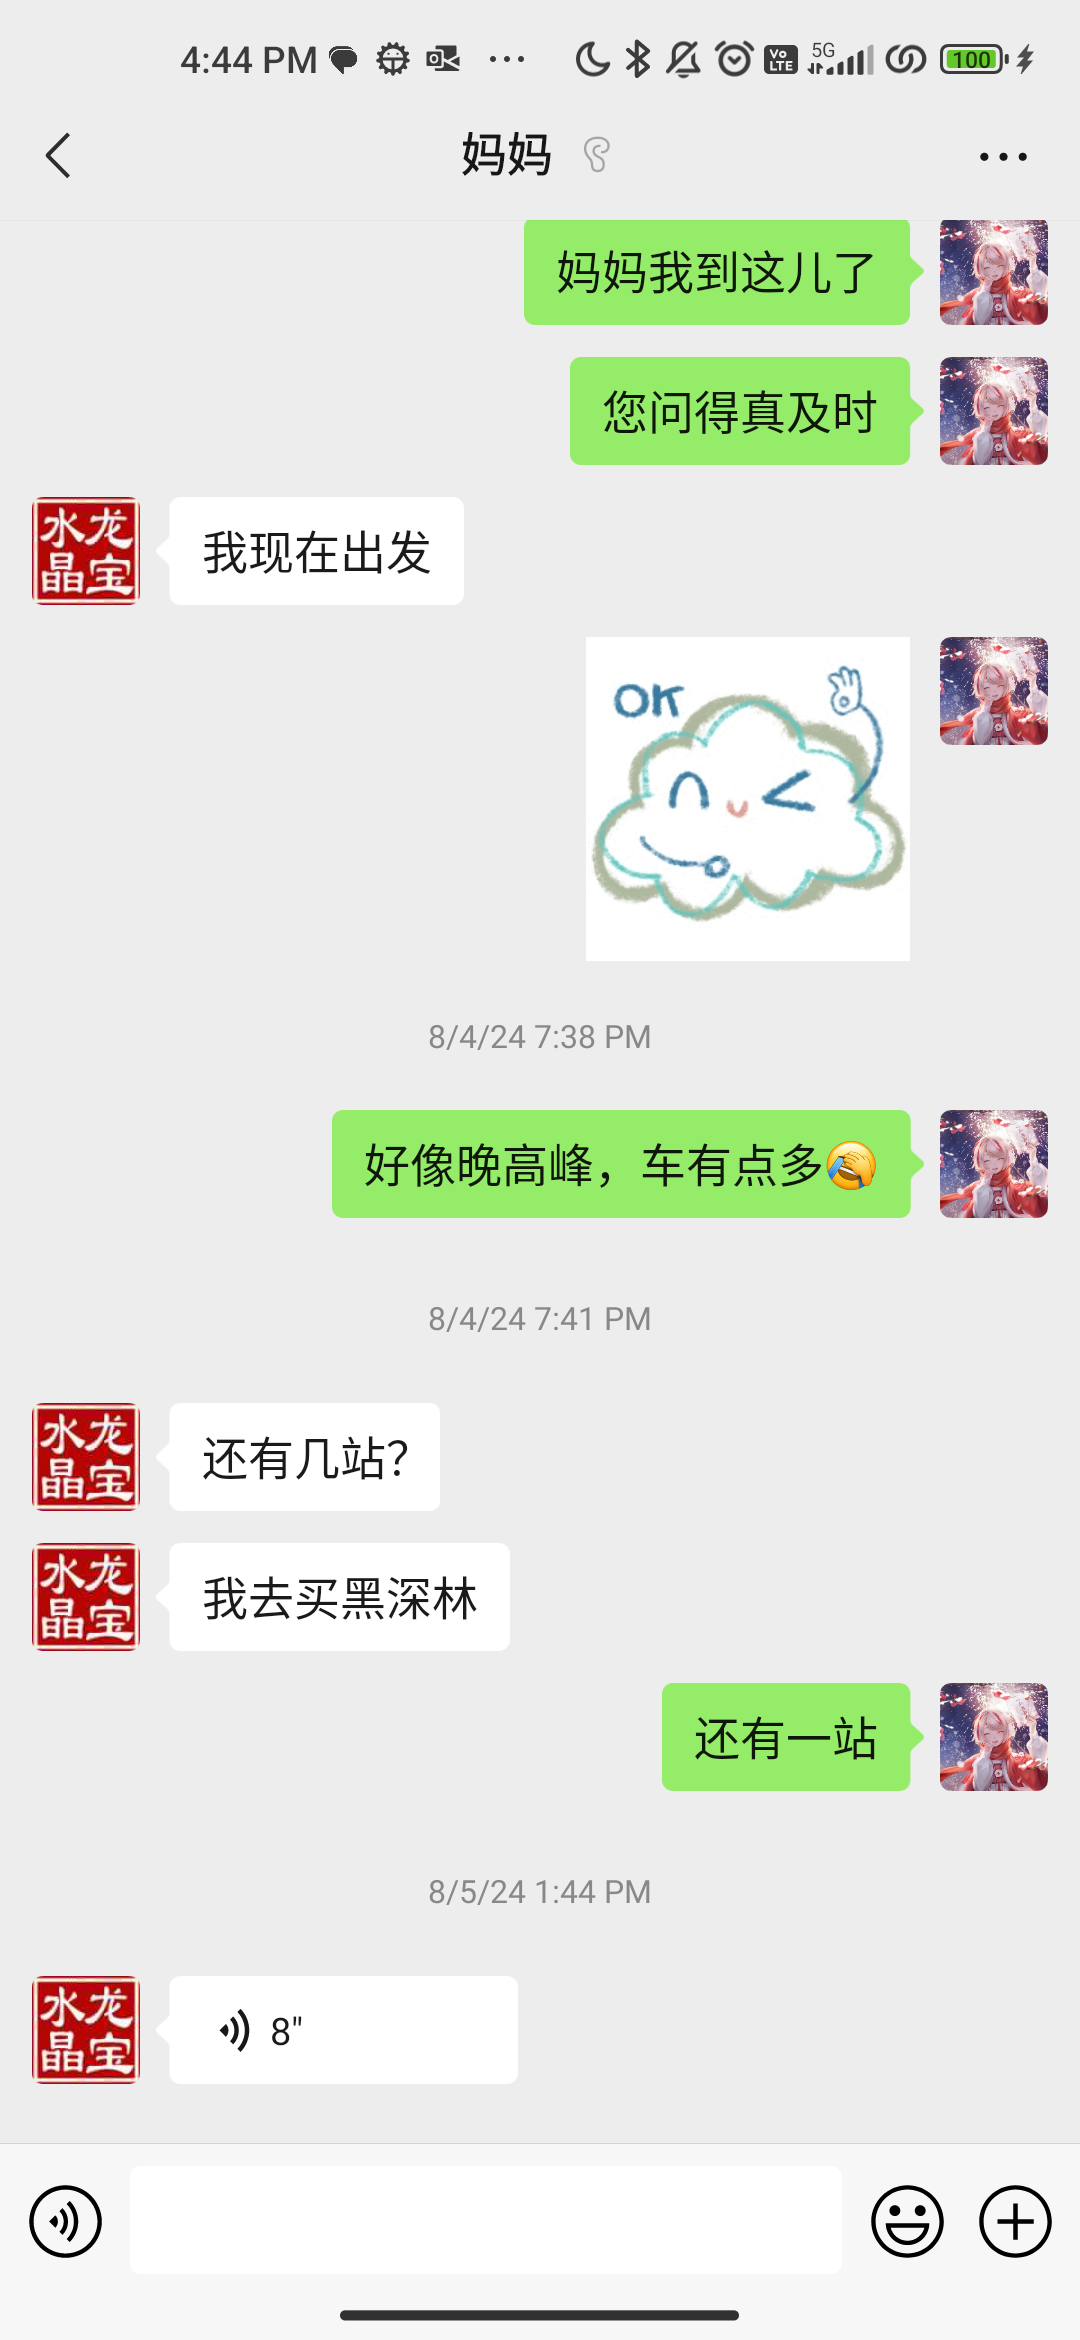 4:44 PM
Vo LTE 5G 100
妈妈
妈妈我到这儿了
您问得真及时
水龙
晶宝
我现在出发
OK
8/4/24 7:38 PM
好像晚高峰，车有点多🤣
8/4/24 7:41 PM
水龙
晶宝
还有几站?
水龙
晶宝
我去买黑深林
还有一站
8/5/24 1:44 PM
水龙
晶宝
8"